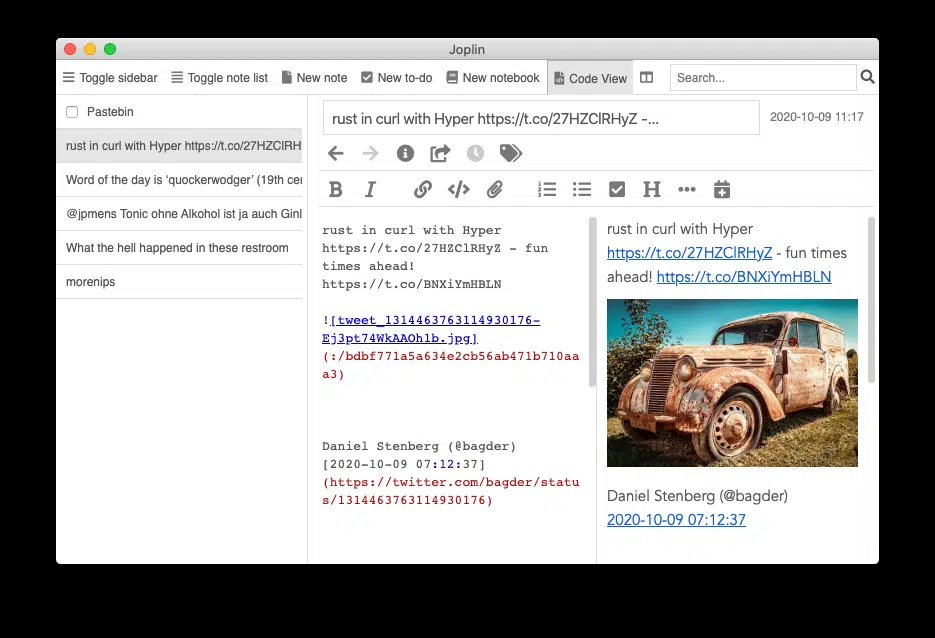 Joplin
Toggle sidebar Toggle note list New note New to-do New notebook Code View Search...
Pastebin
rust in curl with Hyper https://t.co/27HZClRH
Word of the day is ‘quockerwodger’ (19th cen
@jpmens Tonic ohne Alkohol ist ja auch Ginl
What the hell happened in these restroom
morenips
rust in curl with Hyper https://t.co/27HZClRHyZ -...
2020-10-09 11:17
B I H
rust in curl with Hyper
https://t.co/27HZClRHyZ - fun
times ahead!
https://t.co/BNXiYmHBLN
![tweet_1314463763114930176-
Ej3pt74WkAAOh1b.jpg]
(:/bdbf771a5a634e2cb56ab471b710aa
a3)
Daniel Stenberg (@bagder)
[2020-10-09 07:12:37]
(https://twitter.com/bagder/statu
s/1314463763114930176)
rust in curl with Hyper
https://t.co/27HZClRHyZ - fun times
ahead! https://t.co/BNXiYmHBLN
Daniel Stenberg (@bagder)
2020-10-09 07:12:37